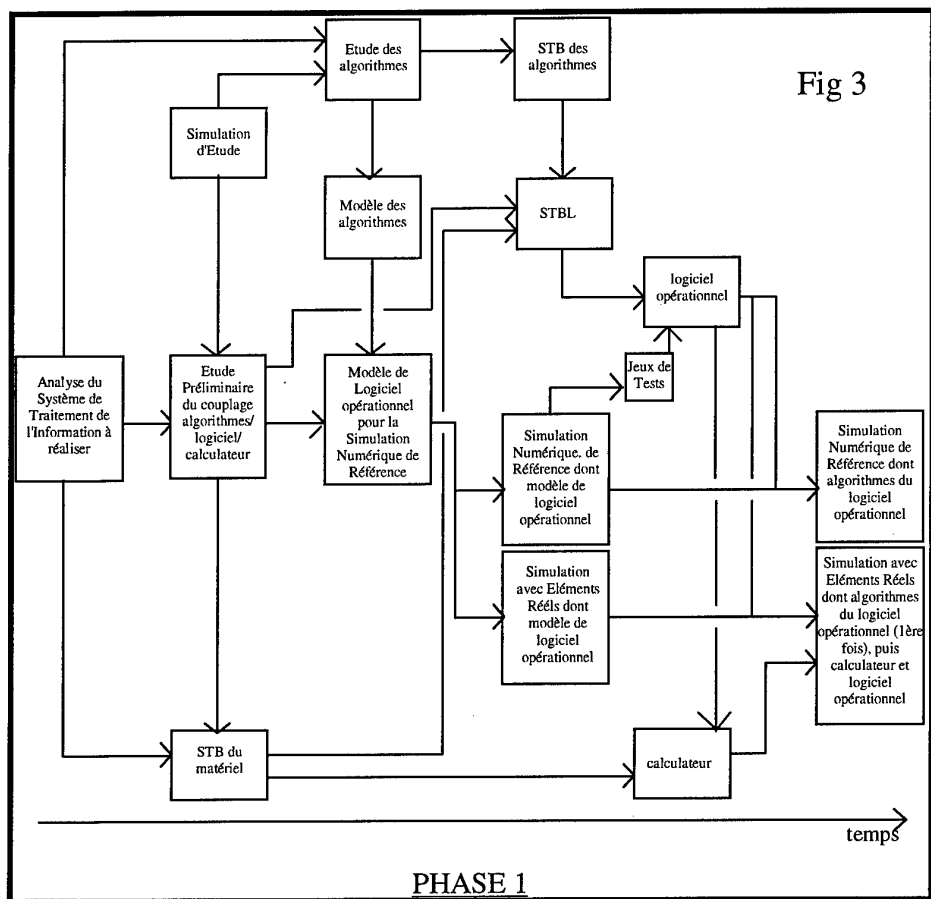 Etude des
algorithmes
STB des
algorithmes
Fig 3
Simulation
d'Etude
Modèle des
algorithmes
STBL
logiciel
opérationnel
Jeux de
Tests
Analyse du
Système de
Traitement de
l'Information à
réaliser
Etude
Préliminaire
du couplage
algorithmes/
logiciel/
calculateur
Modèle de
Logiciel
opérationnel
pour la
Simulation
Numérique
de Référence
Simulation
Numérique. de
Référence dont
modèle de
logiciel
opérationnel
Simulation
Numérique de
Référence dont
algorithmes du
logiciel
opérationnel
Simulation
avec Eléments
Réèls dont
modèle de
logiciel
opérationnel
Simulation avec
Eléments Réels
dont algorithmes
du logiciel
opérationnel (1ère
fois), puis
calculateur et
logiciel
opérationnel
STB du
matériel
calculateur
temps
PHASE 1